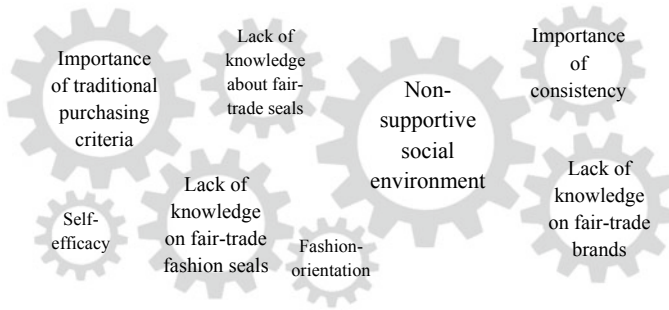 Importance
of traditional
purchasing
criteria
Lack of
knowledge
about fair-
trade seals
Non-
supportive
social
environment
Importance
of
consistency
Self-
efficacy
Lack of
knowledge
on fair-trade
fashion seals
Fashion-
orientation
Lack of
knowledge
on fair-trade
brands